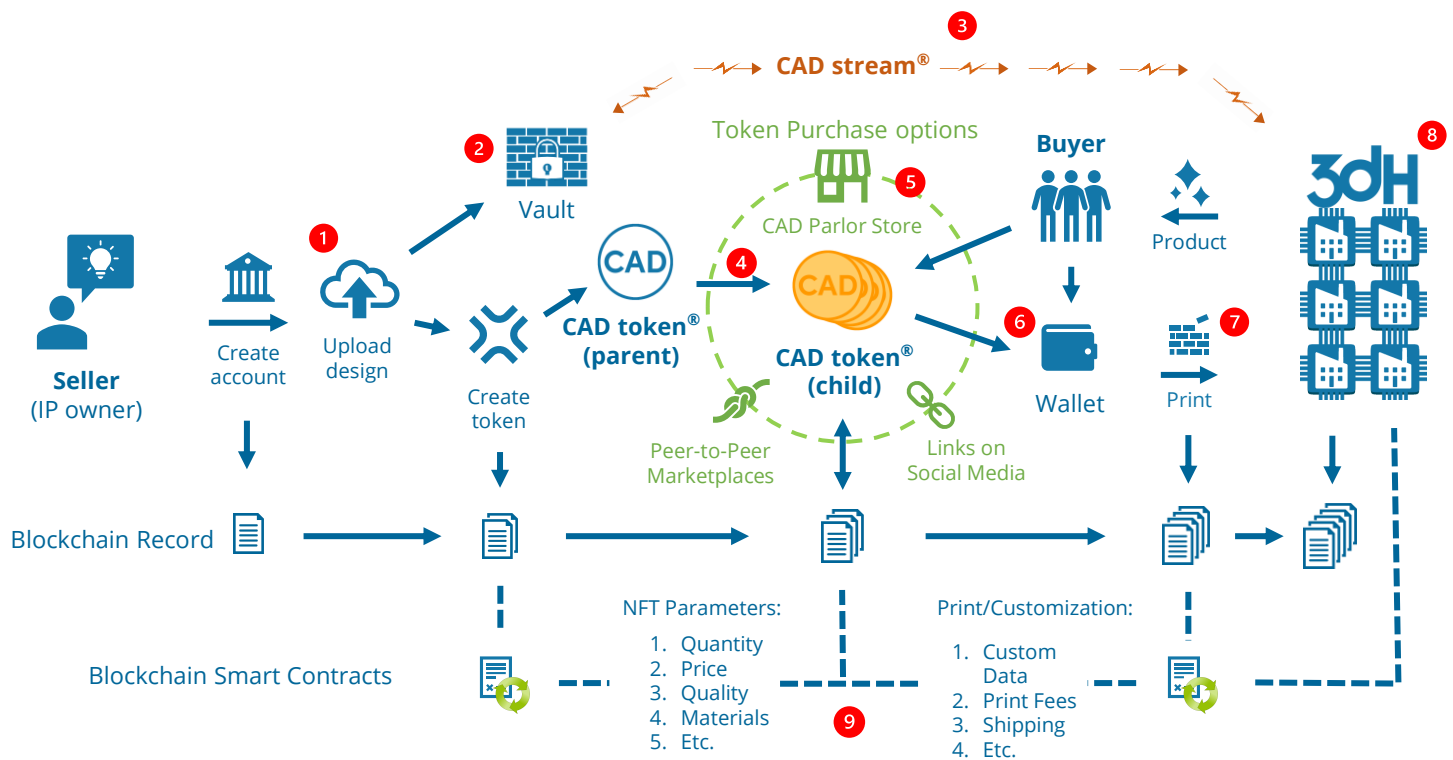 3
CAD stream®
8
Token Purchase options
2
Buyer
3dH
5
Vault
CAD Parlor Store
Product
1
CAD
4
CAD
CAD token®
(parent)
6
7
Create
account
Upload
design
CAD token®
(child)
Seller
(IP owner)
Create
token
Wallet
Print
Peer-to-Peer
Marketplaces
Links on
Social Media
Blockchain Record
NFT Parameters:
1. Quantity
2. Price
3. Quality
4. Materials
5. Etc.
Print/Customization:
1. Custom
Data
2. Print Fees
3. Shipping
4. Etc.
Blockchain Smart Contracts
9